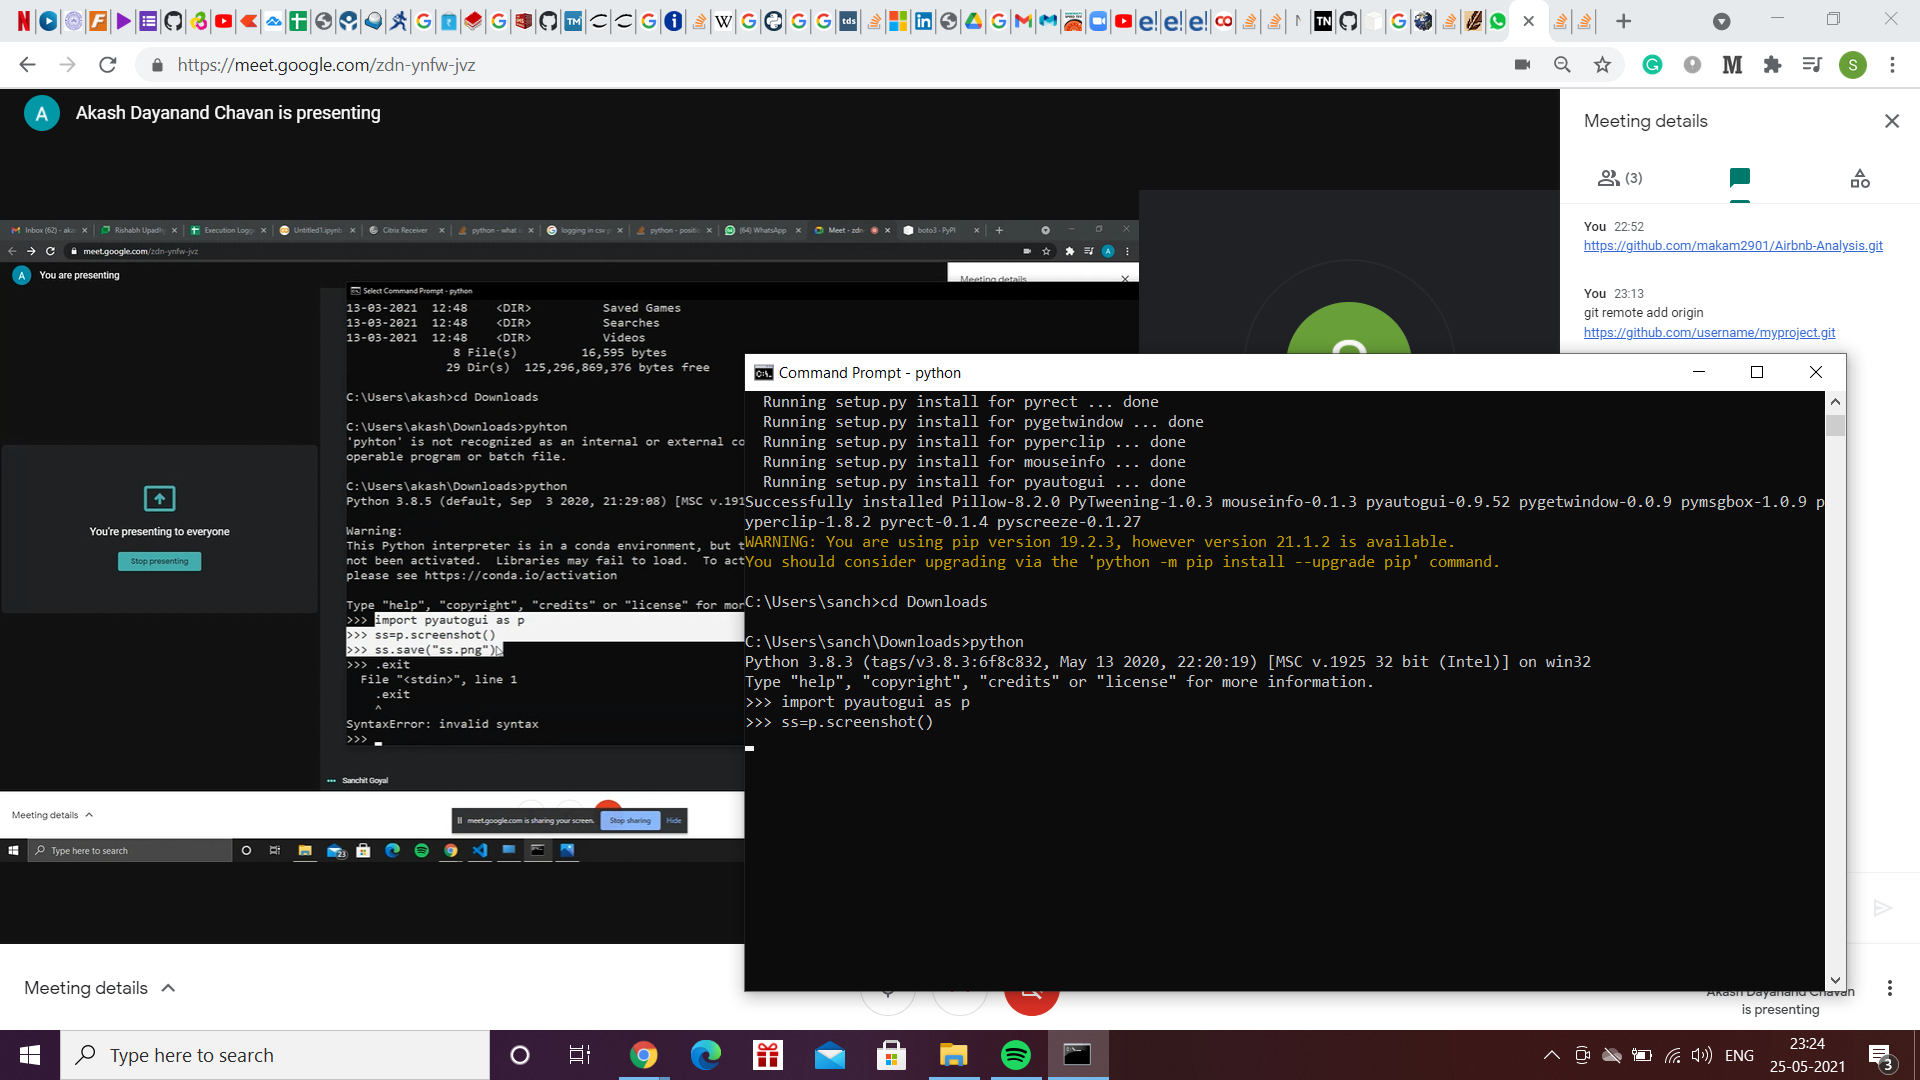 https://meet.google.com/zdn-ynfw-jvz
S
A
Akash Dayanand Chavan is presenting
Meeting details
(3)
You 22:52
https://github.com/makam2901/Airbnb-Analysis.git
You 23:13
git remote add origin
https://github.com/username/myproject.git
Inbox (62) - aka
Rishabh Upadhy
Execution Logge
Untitled1.ipynb
Citrix Receiver
python - what i
logging in csv p
python - positio
(64) WhatsApp
Meet - zdn
boto3 · PyPI
meet.google.com/zdn-ynfw-jvz
A
You are presenting
Meeting details
You're presenting to everyone
Stop presenting
Select Command Prompt - python
13-03-2021 12:48 <DIR> Saved Games
13-03-2021 12:48 <DIR> Searches
13-03-2021 12:48 <DIR> Videos
8 File(s) 16,595 bytes
29 Dir(s) 125,296,869,376 bytes free
C:\Users\akash>cd Downloads
C:\Users\akash\Downloads>pyhton
'pyhton' is not recognized as an internal or external co
operable program or batch file.
C:\Users\akash\Downloads>python
Python 3.8.5 (default, Sep 3 2020, 21:29:08) [MSC v.191
Warning:
This Python interpreter is in a conda environment, but t
not been activated. Libraries may fail to load. To act
please see https://conda.io/activation
Type "help", "copyright", "credits" or "license" for mor
>>> import pyautogui as p
>>> ss=p.screenshot()
>>> ss.save("ss.png")
>>> .exit
File "<stdin>", line 1
.exit
^
SyntaxError: invalid syntax
>>>
Sanchit Goyal
Meeting details
meet.google.com is sharing your screen.
Stop sharing
Hide
Type here to search
23
Command Prompt - python
Running setup.py install for pyrect ... done
Running setup.py install for pygetwindow ... done
Running setup.py install for pyperclip ... done
Running setup.py install for mouseinfo ... done
Running setup.py install for pyautogui ... done
Successfully installed Pillow-8.2.0 PyTweening-1.0.3 mouseinfo-0.1.3 pyautogui-0.9.52 pygetwindow-0.0.9 pymsgbox-1.0.9 p
yperclip-1.8.2 pyrect-0.1.4 pyscreeze-0.1.27
WARNING: You are using pip version 19.2.3, however version 21.1.2 is available.
You should consider upgrading via the 'python -m pip install --upgrade pip' command.
C:\Users\sanch>cd Downloads
C:\Users\sanch\Downloads>python
Python 3.8.3 (tags/v3.8.3:6f8c832, May 13 2020, 22:20:19) [MSC v.1925 32 bit (Intel)] on win32
Type "help", "copyright", "credits" or "license" for more information.
>>> import pyautogui as p
>>> ss=p.screenshot()
Meeting details
Akash Dayanand Chavan
is presenting
Type here to search
ENG
23:24
25-05-2021
3